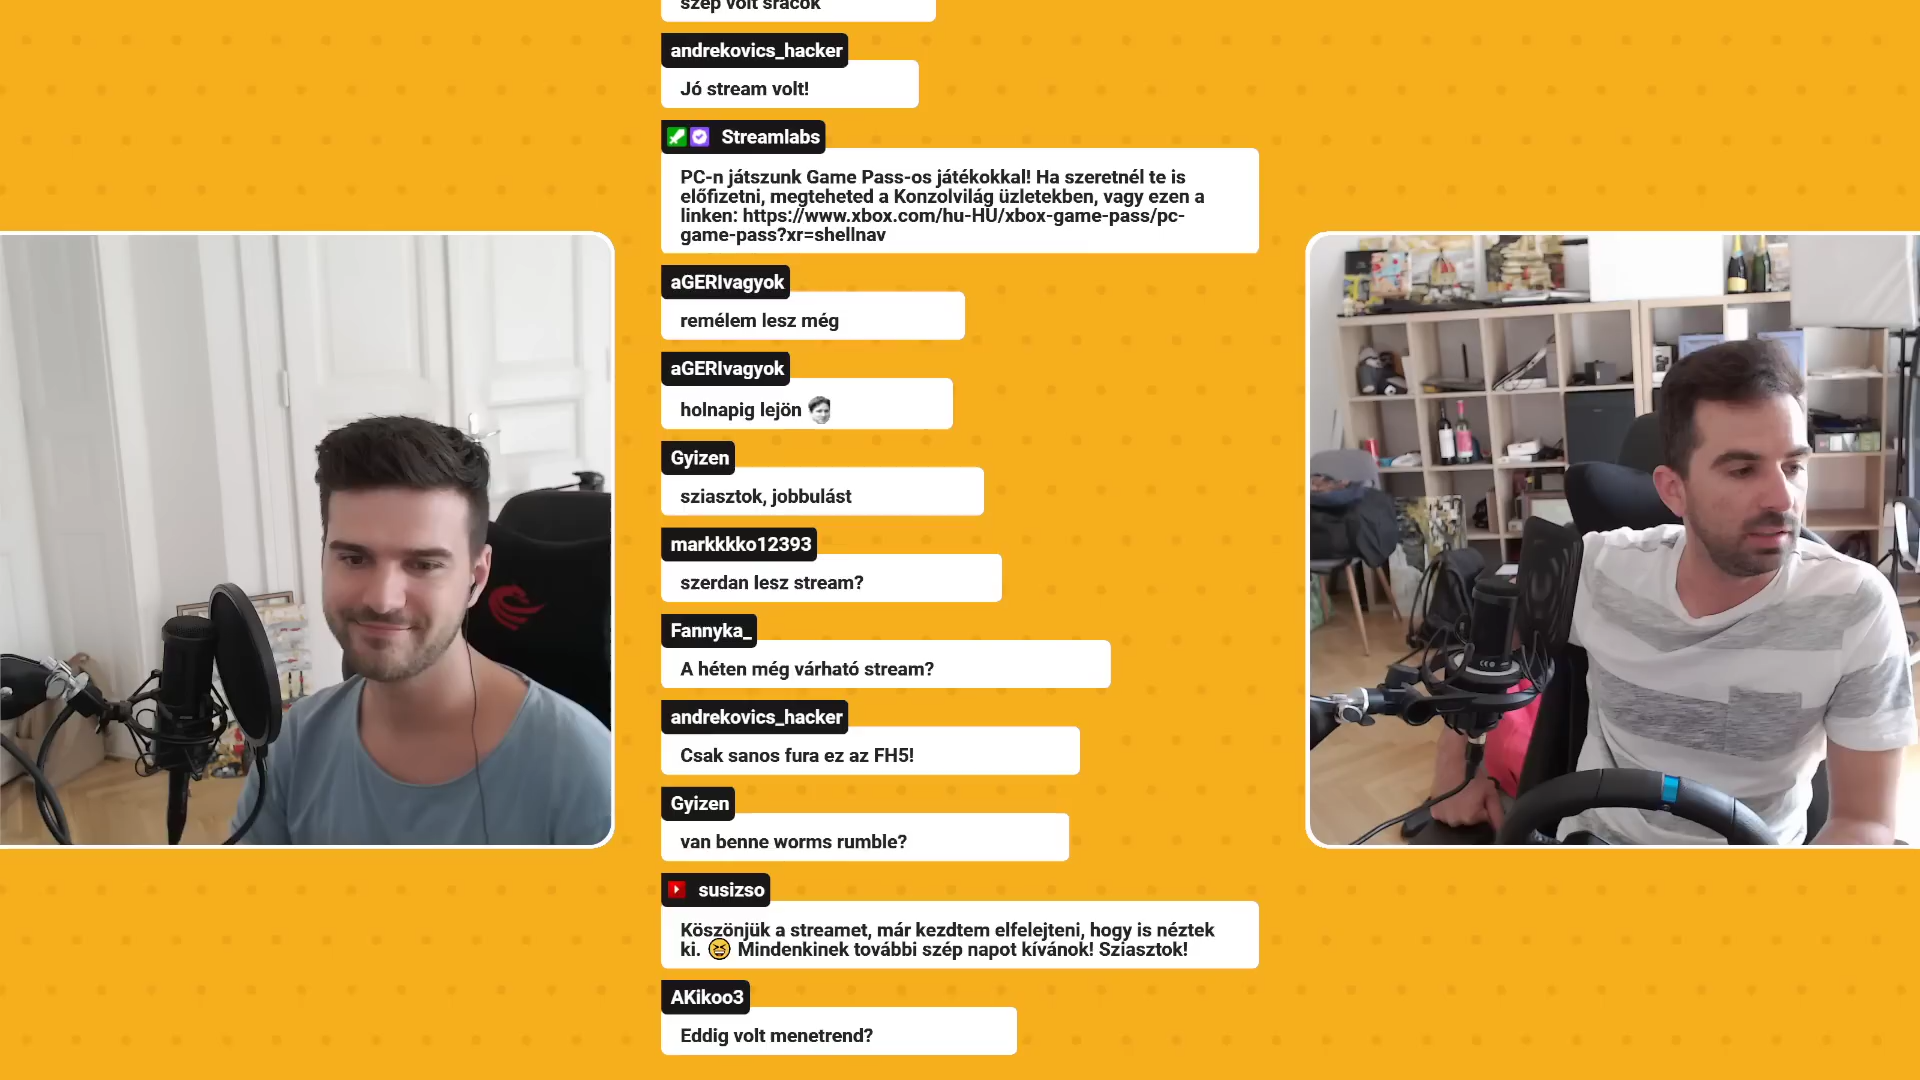 szép volt srácok
andrekovics_hacker
Jó stream volt!
Streamlabs
PC-n játszunk Game Pass-os játékokkal! Ha szeretnél te is
előfizetni, megteheted a Konzolvilág üzletekben, vagy ezen a
linken: https://www.xbox.com/hu-HU/xbox-game-pass/pc-
game-pass?xr=shellnav
aGERIvagyok
remélem lesz még
aGERIvagyok
holnapig lejön
Gyizen
sziasztok, jobbulást
markkkko12393
szerdan lesz stream?
Fannyka_
A héten még várható stream?
andrekovics_hacker
Csak sanos fura ez az FH5!
Gyizen
van benne worms rumble?
susizso
Köszönjük a streamet, már kezdtem elfelejteni, hogy is néztek
ki. 😆 Mindenkinek további szép napot kívánok! Sziasztok!
AKikoo3
Eddig volt menetrend?